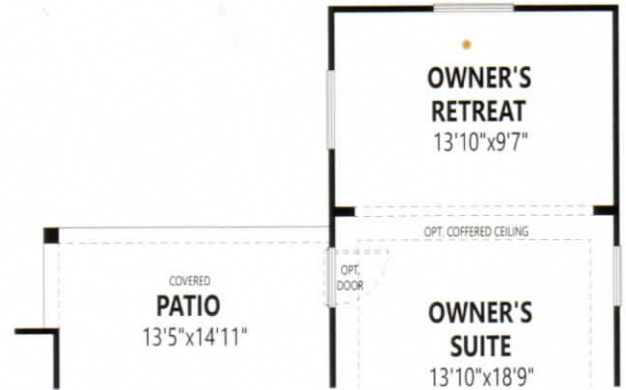 OWNER'S
RETREAT
13'10"x9'7"
OPT. COFFERED CEILING
OPT.
DOOR
COVERED
PATIO
13'5"x14'11"
OWNER'S
SUITE
13'10"x18'9"